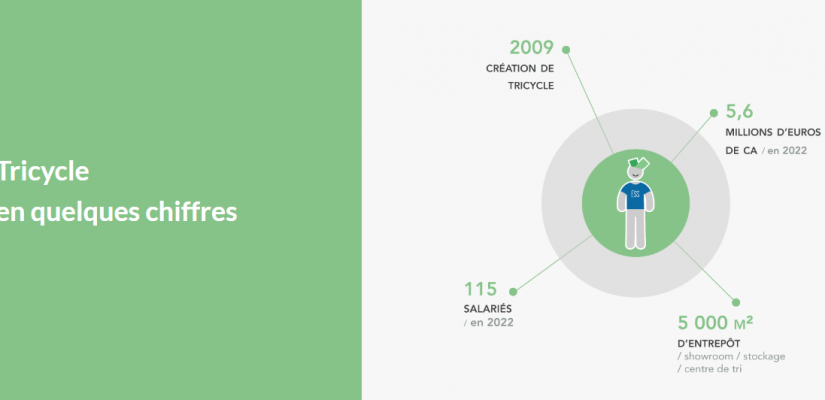 Tricycle
en quelques chiffres
2009
CRÉATION DE
TRICYCLE
5,6
MILLIONS D'EUROS
DE CA / en 2022
ESS
115
SALARIÉS
/ en 2022
5 000 M²
D'ENTREPÔT
/ showroom / stockage
/ centre de tri